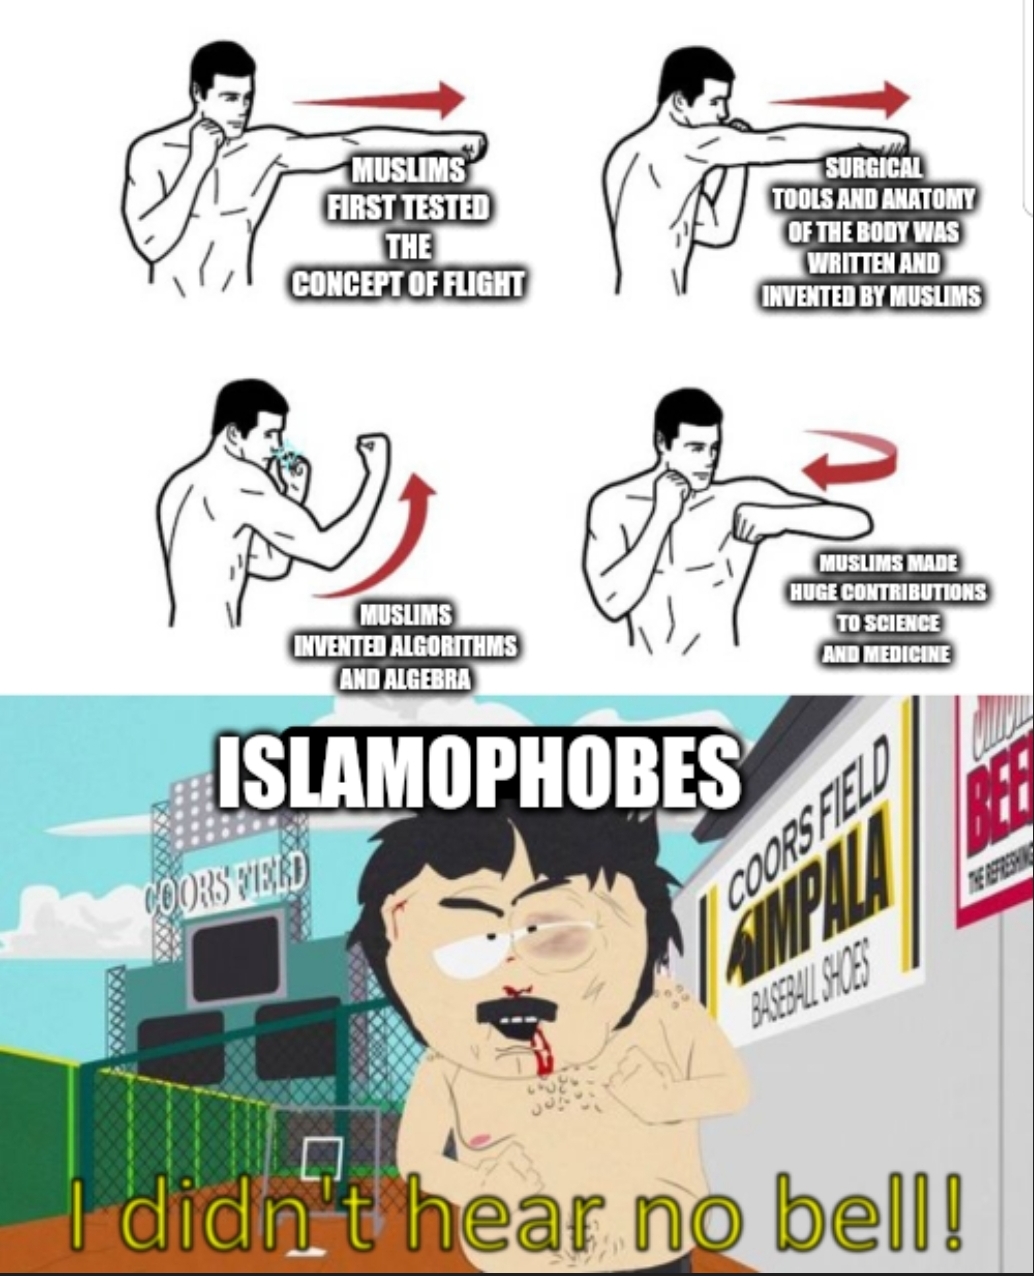 MUSLIMS
FIRST TESTED
THE
CONCEPT OF FLIGHT
SURGICAL
TOOLS AND ANATOMY
OF THE BODY WAS
WRITTEN AND
INVENTED BY MUSLIMS
MUSLIMS
INVENTED ALGORITHMS
AND ALGEBRA
MUSLIMS MADE
HUGE CONTRIBUTIONS
TO SCIENCE
AND MEDICINE
ISLAMOPHOBES
COORS FIELD
COORS FIELD
IMPALA
BASEBALL SHOES
THE REFRESHING
I didn't hear no bell!